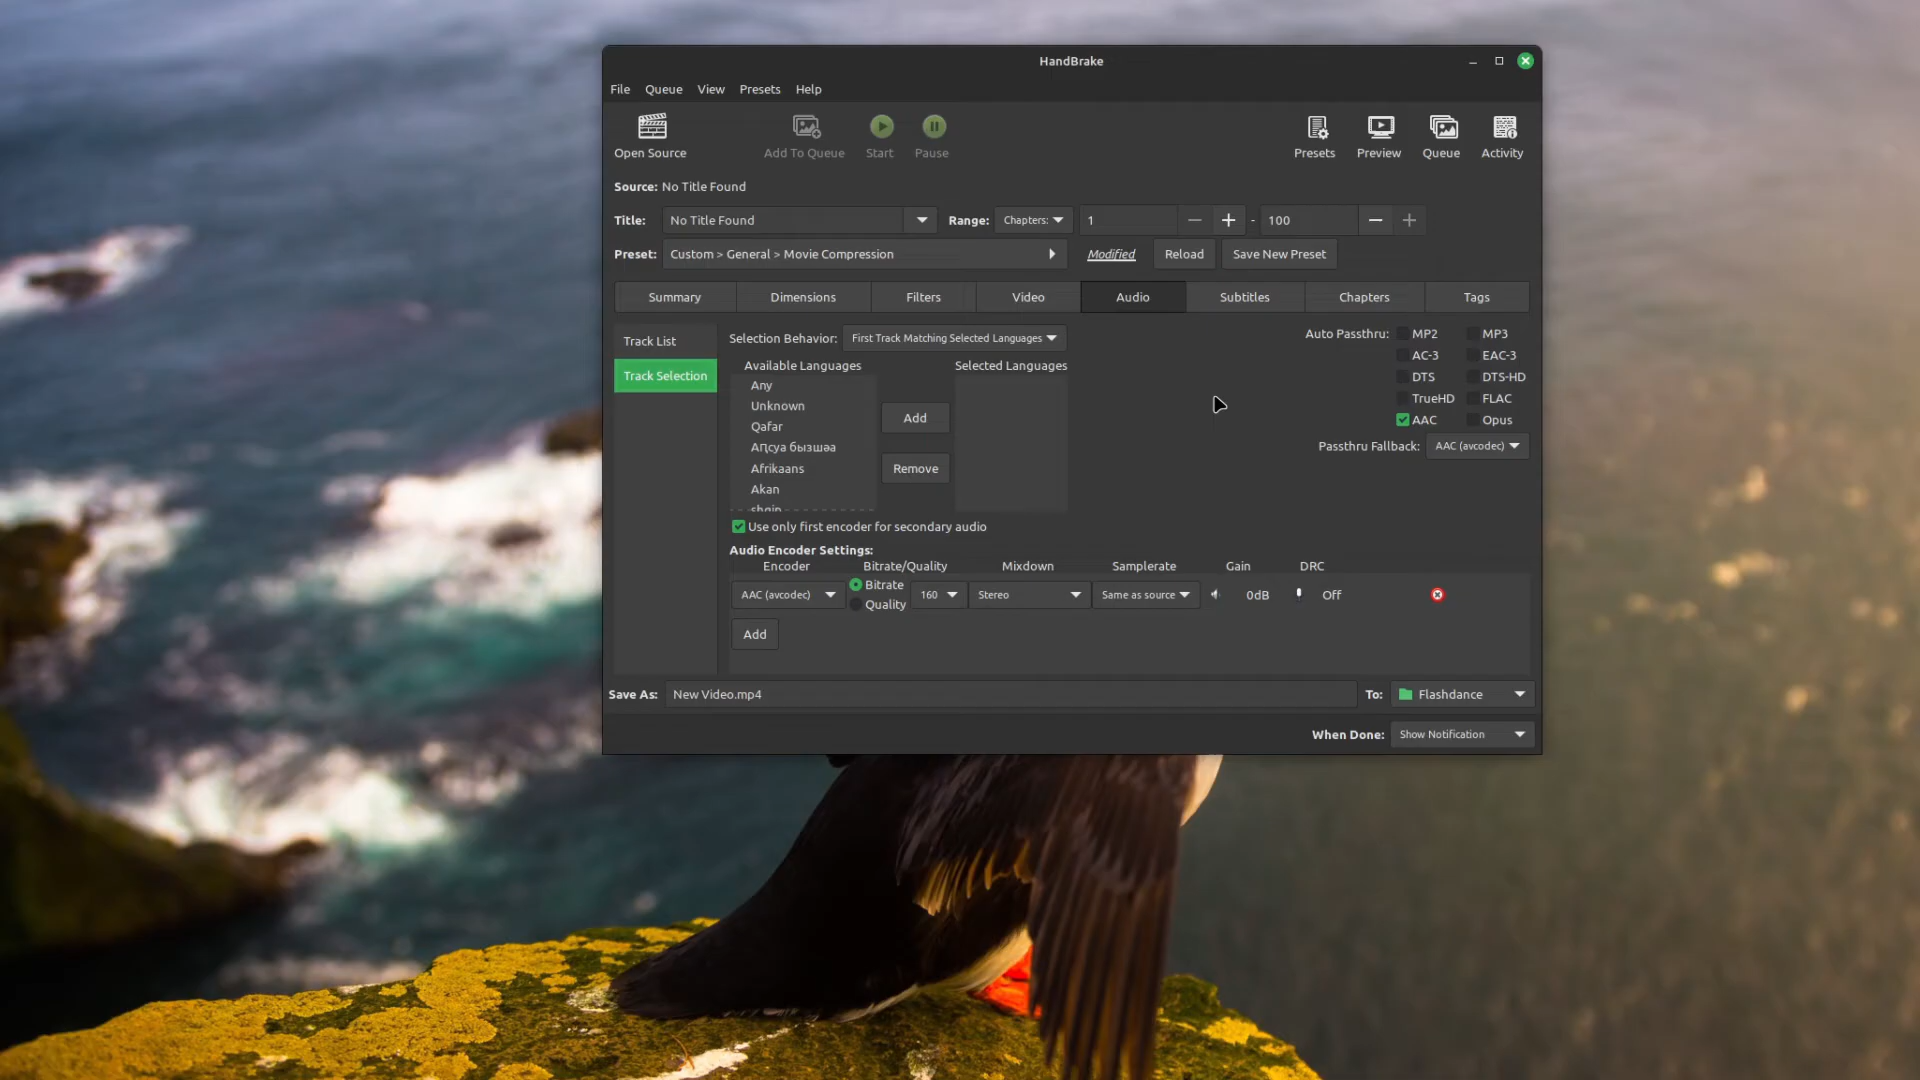 HandBrake
File Queue View Presets Help
Open Source Add To Queue Start Pause Presets Preview Queue Activity
Source: No Title Found
Title: No Title Found Range: Chapters: 1 - 100
Preset: Custom > General > Movie Compression Modified Reload Save New Preset
Summary Dimensions Filters Video Audio Subtitles Chapters Tags
Track List
Track Selection
Selection Behavior: First Track Matching Selected Languages
Available Languages Selected Languages
Any
Unknown
Qafar
Аҧсуа бызшәа
Afrikaans
Akan
shqip
Add
Remove
Auto Passthru: MP2 MP3
AC-3 EAC-3
DTS DTS-HD
TrueHD FLAC
AAC Opus
Passthru Fallback: AAC (avcodec)
Use only first encoder for secondary audio
Audio Encoder Settings:
Encoder Bitrate/Quality Mixdown Samplerate Gain DRC
AAC (avcodec) Bitrate 160 Stereo Same as source 0dB Off
Quality
Add
Save As: New Video.mp4 To: Flashdance
When Done: Show Notification